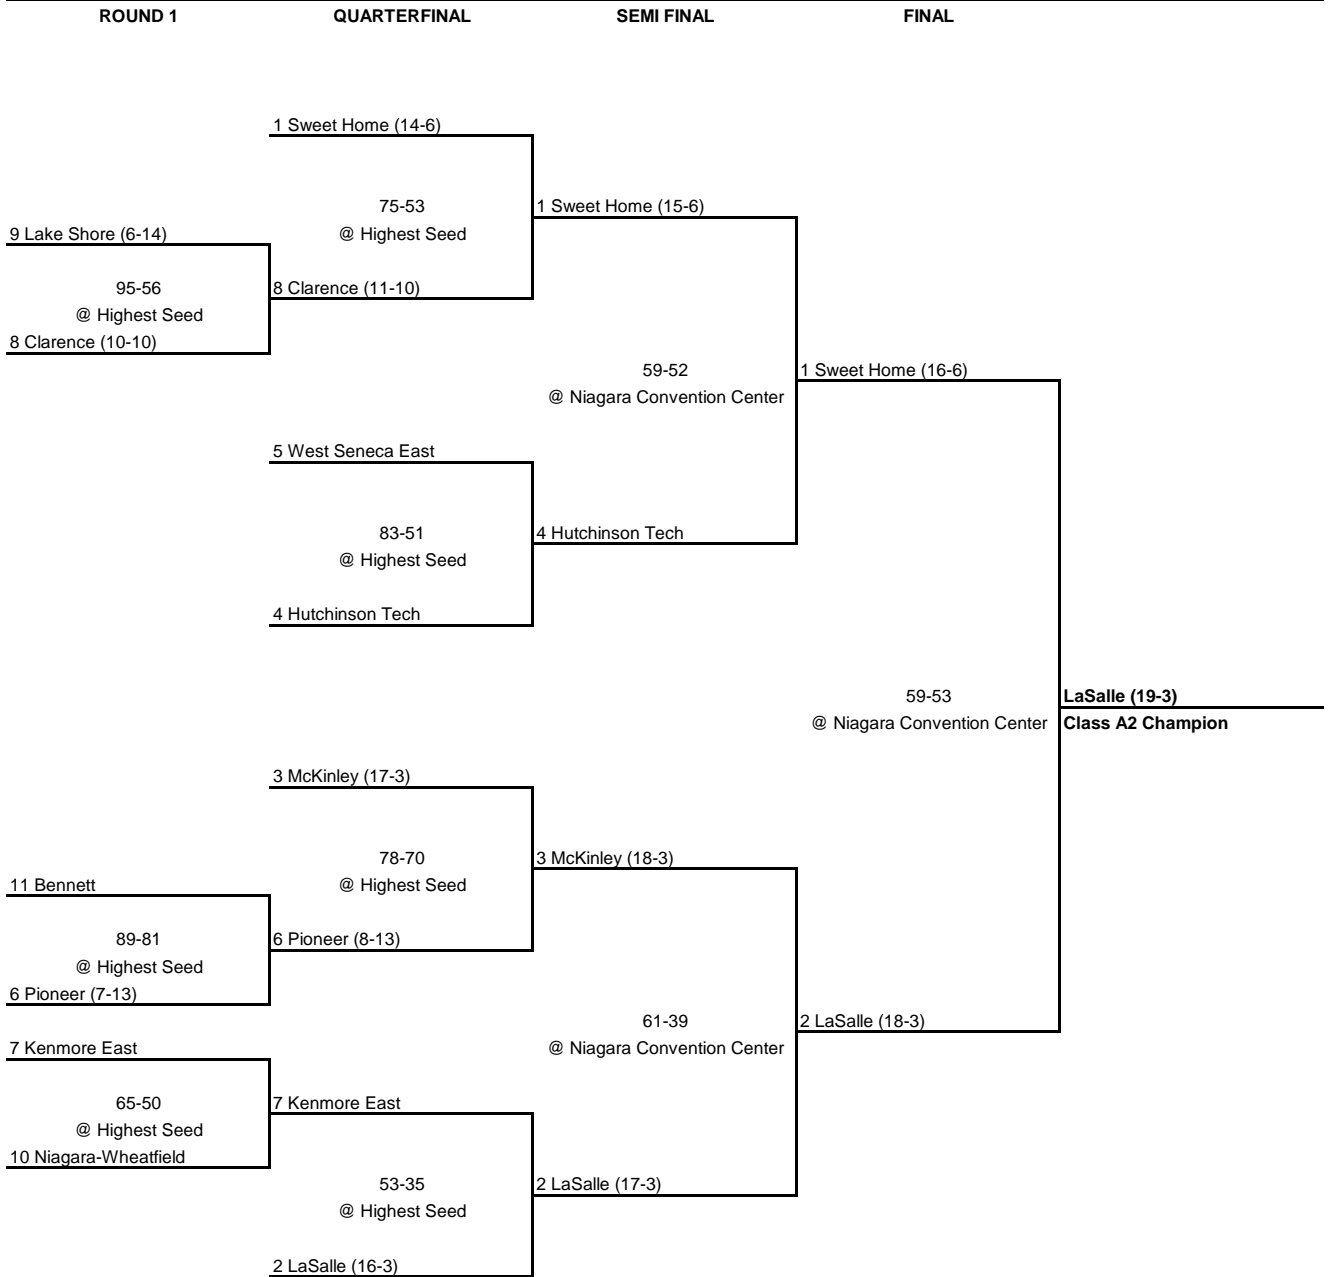 ROUND 1 QUARTERFINAL SEMI FINAL FINAL
1 Sweet Home (14-6)
75-53 1 Sweet Home (15-6)
9 Lake Shore (6-14) @ Highest Seed
95-56 8 Clarence (11-10)
@ Highest Seed
8 Clarence (10-10)
59-52 1 Sweet Home (16-6)
@ Niagara Convention Center
5 West Seneca East
83-51 4 Hutchinson Tech
@ Highest Seed
4 Hutchinson Tech
59-53 LaSalle (19-3)
@ Niagara Convention Center Class A2 Champion
3 McKinley (17-3)
78-70 3 McKinley (18-3)
11 Bennett @ Highest Seed
89-81 6 Pioneer (8-13)
@ Highest Seed
6 Pioneer (7-13)
61-39 2 LaSalle (18-3)
7 Kenmore East @ Niagara Convention Center
65-50 7 Kenmore East
@ Highest Seed
10 Niagara-Wheatfield
53-35 2 LaSalle (17-3)
@ Highest Seed
2 LaSalle (16-3)